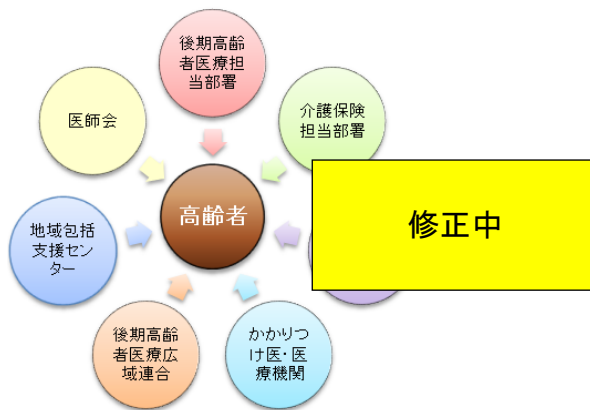 後期高齢
者医療担
当部署
医師会
介護保険
担当部署
高齢者
修正中
地域包括
支援セン
ター
後期高齢
者医療広
域連合
かかりつ
け医・医
療機関